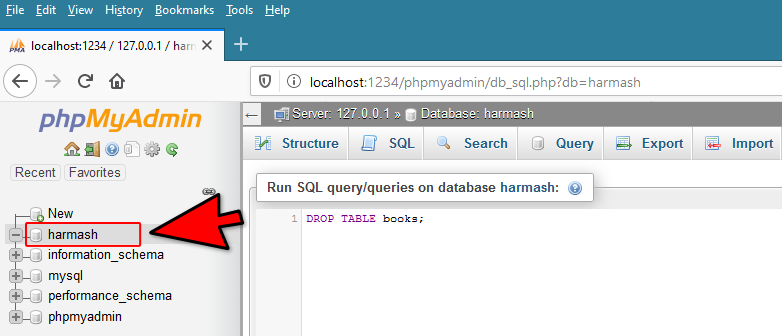 File Edit View History Bookmarks Tools Help
PMA localhost:1234 / 127.0.0.1 / harm
localhost:1234/phpmyadmin/db_sql.php?db=harmash
phpMyAdmin
Recent Favorites
New
harmash
information_schema
mysql
performance_schema
phpmyadmin
Server: 127.0.0.1 » Database: harmash
Structure SQL Search Query Export Import
Run SQL query/queries on database harmash:
1 DROP TABLE books;